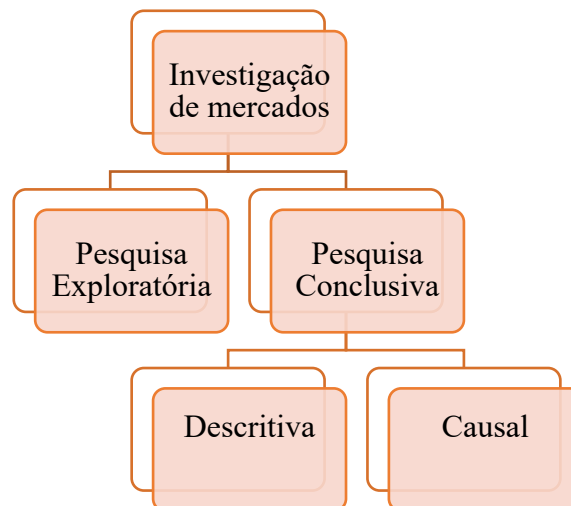 Investigação
de mercados
Pesquisa
Exploratória
Pesquisa
Conclusiva
Descritiva
Causal